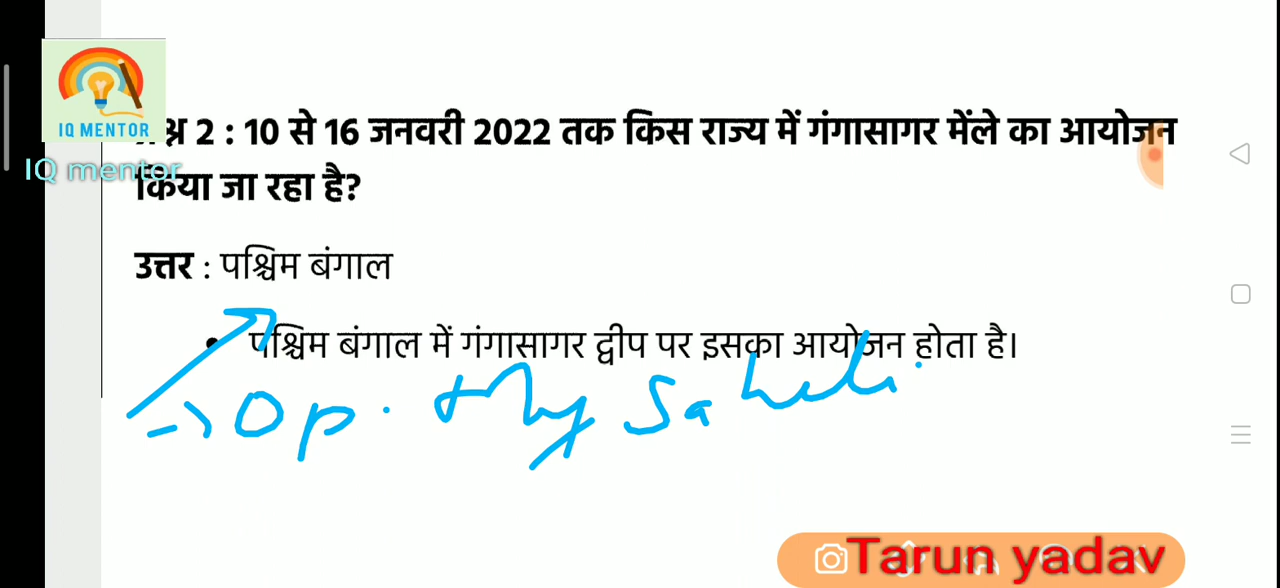 IQ MENTOR
IQ mentor
श्न 2 : 10 से 16 जनवरी 2022 तक किस राज्य में गंगासागर मेंले का आयोजन
किया जा रहा है?
उत्तर : पश्चिम बंगाल
• पश्चिम बंगाल में गंगासागर द्वीप पर इसका आयोजन होता है।
→ Op. My Saheli.
Tarun yadav